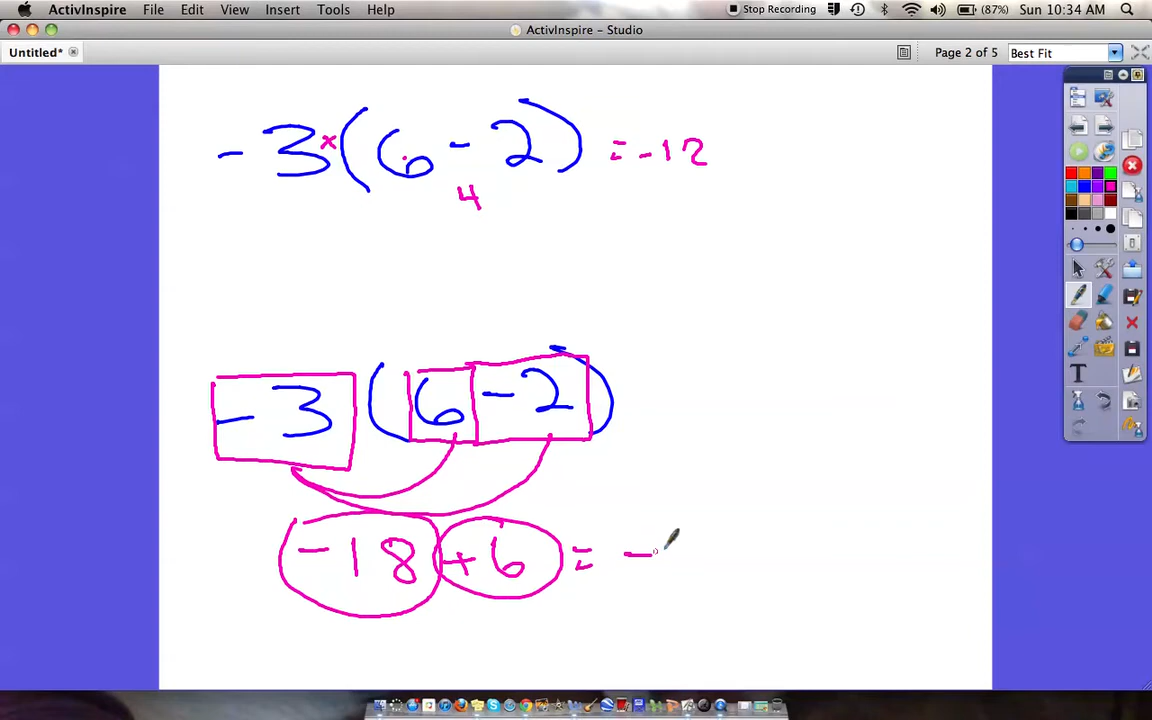 ActivInspire File Edit View Insert Tools Help Stop Recording (87%) Sun 10:34 AM
ActivInspire – Studio
Untitled* Page 2 of 5 Best Fit
-3×(6-2) = -12
4
-3 (6-2)
-18+6 = -
T